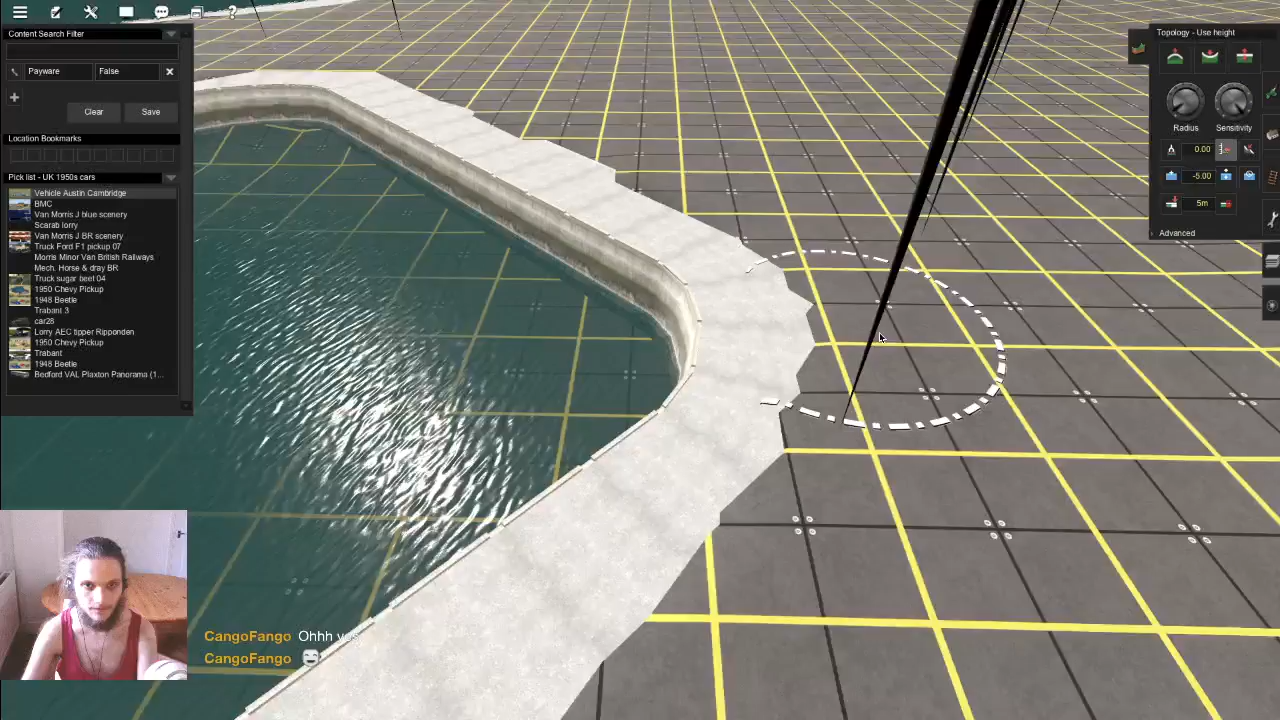 Content Search Filter
Payware
False
Clear
Save
Location Bookmarks
Pick list - UK 1950s cars
Vehicle Austin Cambridge
BMC
Van Morris J blue scenery
Scarab lorry
Van Morris J BR scenery
Truck Ford F1 pickup 07
Morris Minor Van British Railways
Mech. Horse & dray BR
Truck sugar beet 04
1950 Chevy Pickup
1948 Beetle
Trabant 3
car28
Lorry AEC tipper Ripponden
1950 Chevy Pickup
Trabant
1948 Beetle
Bedford VAL Plaxton Panorama (1...
Topology - Use height
Radius
Sensitivity
0.00
-5.00
5m
Advanced
CangoFango Ohhh yes
CangoFango